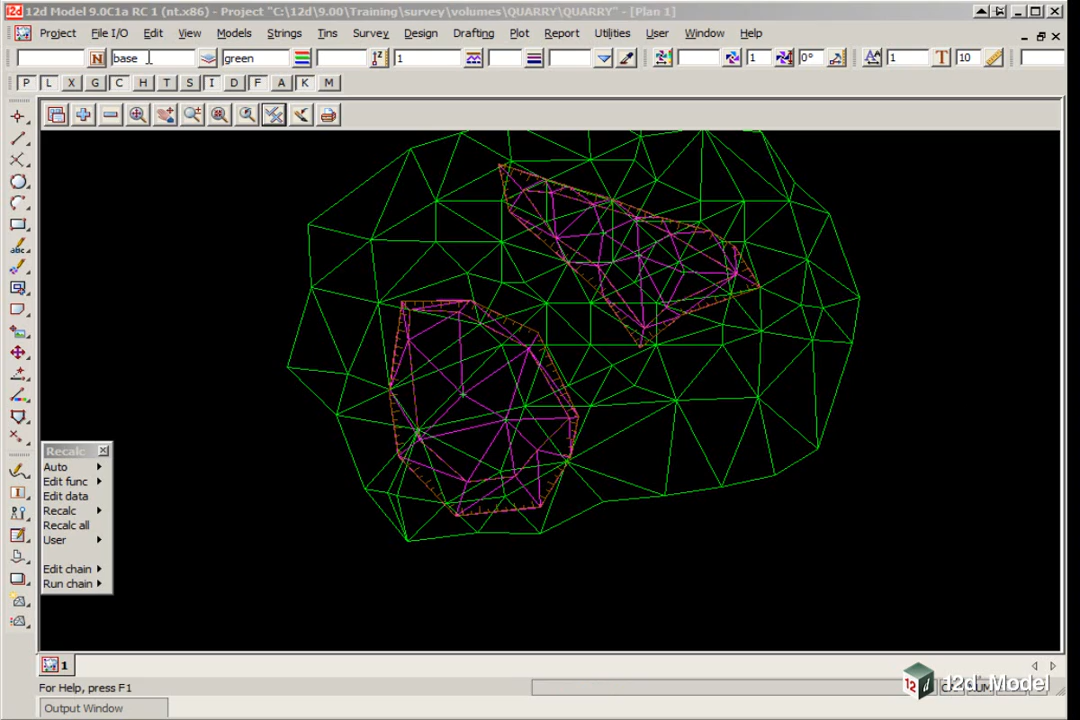 12d Model 9.0C1a RC 1 (nt.x86) - Project "C:\12d\9.00\Training\survey\volumes\QUARRY\QUARRY" - [Plan 1]
Project File I/O Edit View Models Strings Tins Survey Design Drafting Plot Report Utilities User Window Help
N base green 1 1 0° 1 T 10
P L X G C H T S I D F A K M
abc
Recalc
Auto
Edit func
Edit data
Recalc
Recalc all
User
Edit chain
Run chain
1
For Help, press F1
12d Model
Output Window